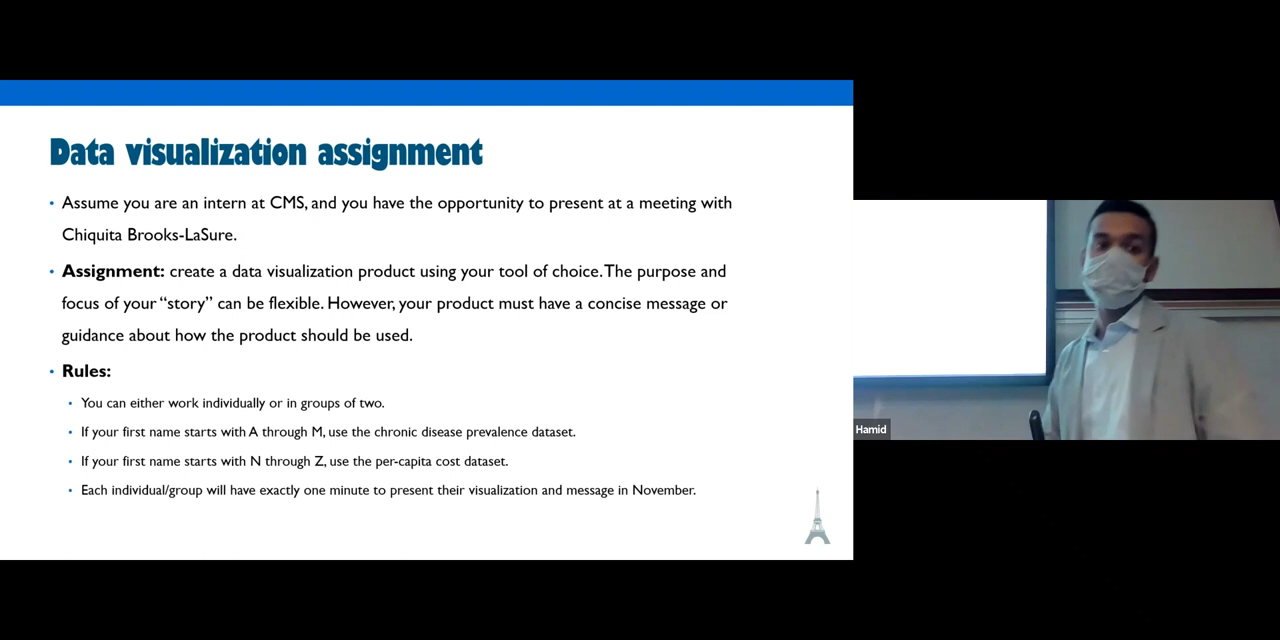 Data visualization assignment
• Assume you are an intern at CMS, and you have the opportunity to present at a meeting with
Chiquita Brooks-LaSure.
• Assignment: create a data visualization product using your tool of choice. The purpose and
focus of your “story” can be flexible. However, your product must have a concise message or
guidance about how the product should be used.
• Rules:
• You can either work individually or in groups of two.
• If your first name starts with A through M, use the chronic disease prevalence dataset.
• If your first name starts with N through Z, use the per-capita cost dataset.
• Each individual/group will have exactly one minute to present their visualization and message in November.
Hamid